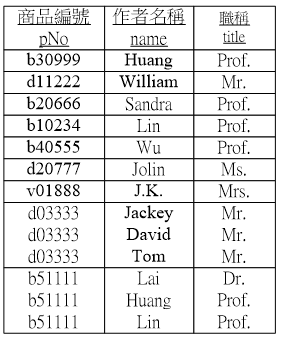 商品編號 作者名稱 職稱
pNo name title
b30999 Huang Prof.
d11222 William Mr.
b20666 Sandra Prof.
b10234 Lin Prof.
b40555 Wu Prof.
d20777 Jolin Ms.
v01888 J.K. Mrs.
d03333 Jackey Mr.
d03333 David Mr.
d03333 Tom Mr.
b51111 Lai Dr.
b51111 Huang Prof.
b51111 Lin Prof.